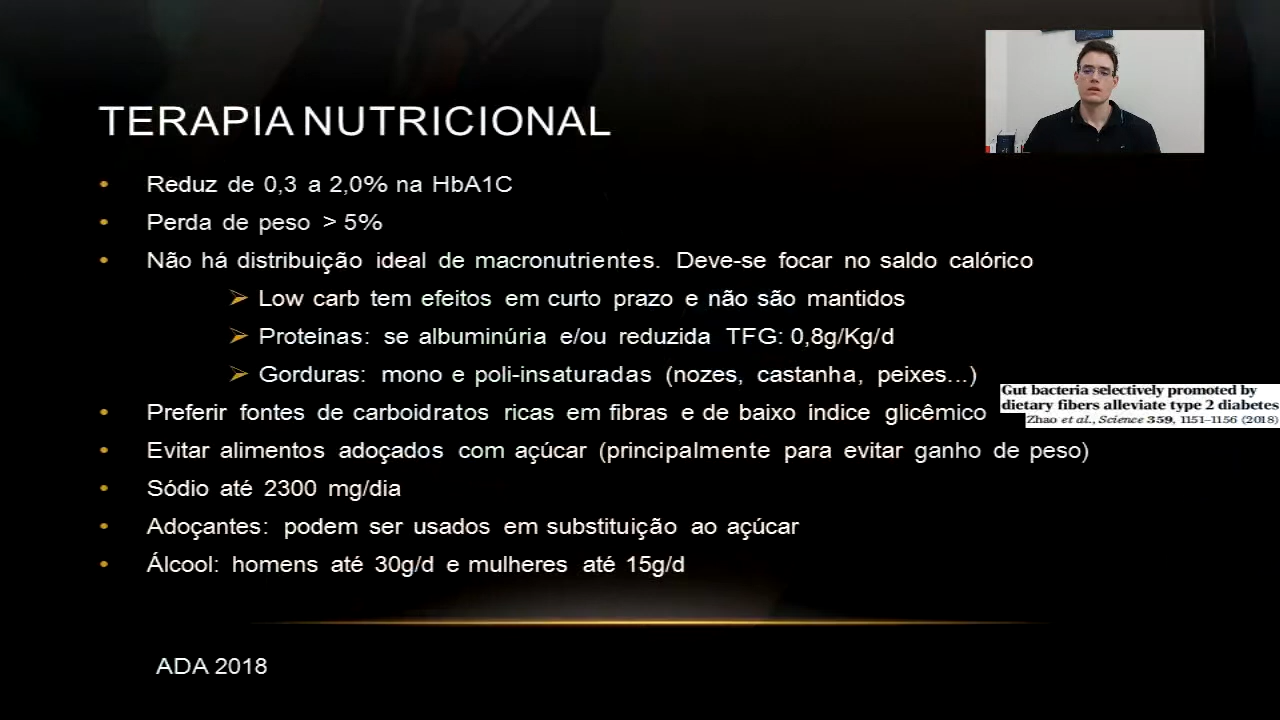 TERAPIA NUTRICIONAL
• Reduz de 0,3 a 2,0% na HbA1C
• Perda de peso > 5%
• Não há distribuição ideal de macronutrientes. Deve-se focar no saldo calórico
➢ Low carb tem efeitos em curto prazo e não são mantidos
➢ Proteínas: se albuminúria e/ou reduzida TFG: 0,8g/Kg/d
➢ Gorduras: mono e poli-insaturadas (nozes, castanha, peixes...)
• Preferir fontes de carboidratos ricas em fibras e de baixo índice glicêmico
Gut bacteria selectively promoted by
dietary fibers alleviate type 2 diabetes
Zhao et al., Science 359, 1151–1156 (2018)
• Evitar alimentos adoçados com açúcar (principalmente para evitar ganho de peso)
• Sódio até 2300 mg/dia
• Adoçantes: podem ser usados em substituição ao açúcar
• Álcool: homens até 30g/d e mulheres até 15g/d
ADA 2018